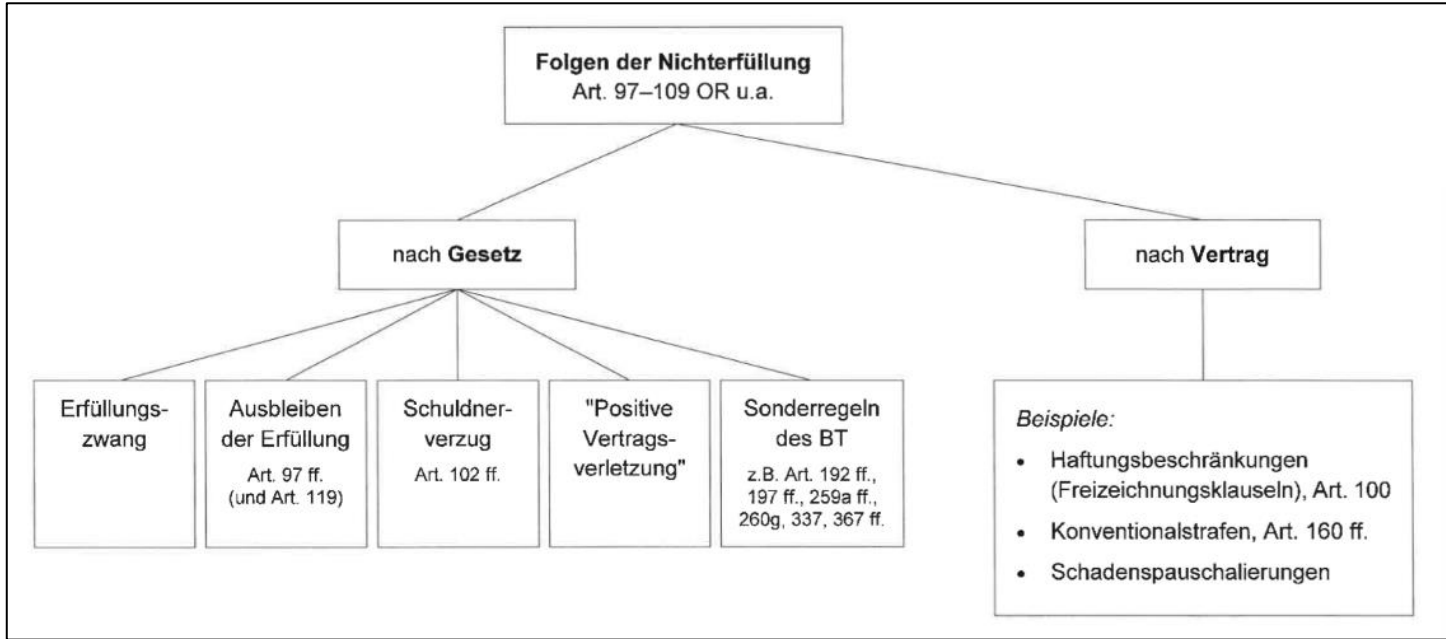 Folgen der Nichterfüllung
Art. 97–109 OR u.a.
nach Gesetz
nach Vertrag
Erfüllungs-
zwang
Ausbleiben
der Erfüllung
Art. 97 ff.
(und Art. 119)
Schuldner-
verzug
Art. 102 ff.
"Positive
Vertrags-
verletzung"
Sonderregeln
des BT
z.B. Art. 192 ff.,
197 ff., 259a ff.,
260g, 337, 367 ff.
Beispiele:
• Haftungsbeschränkungen
(Freizeichnungsklauseln), Art. 100
• Konventionalstrafen, Art. 160 ff.
• Schadenspauschalierungen